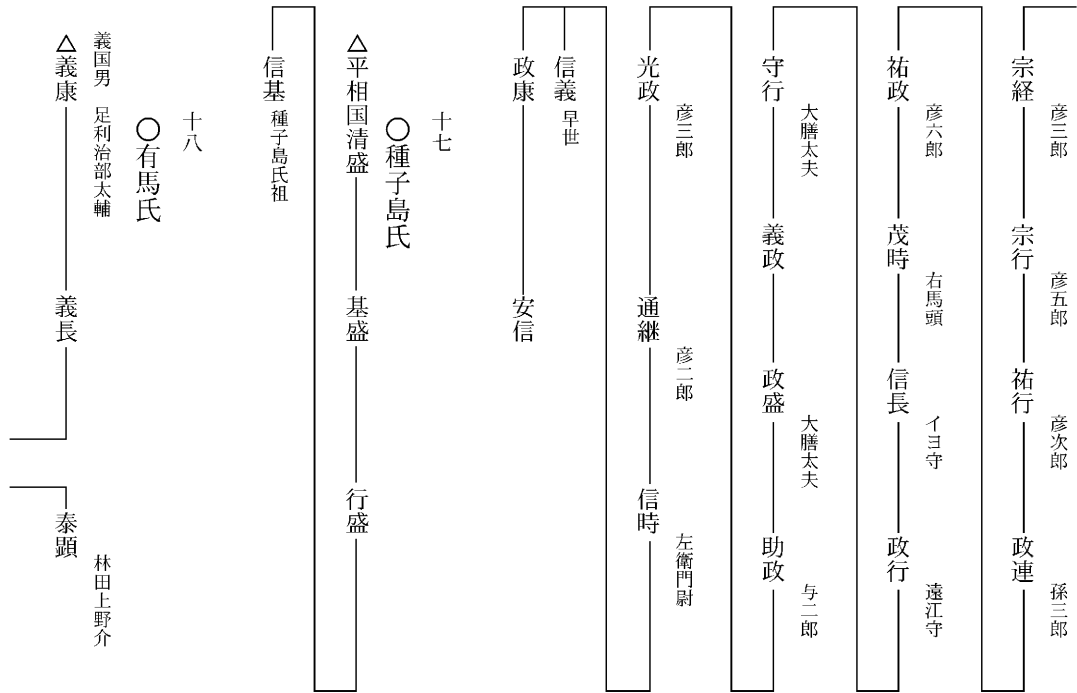 宗経 彦三郎
宗行 彦五郎
祐行 彦次郎
政連 孫三郎
祐政 彦六郎
茂時 右馬頭
信長 イヨ守
政行 遠江守
守行 大膳太夫
義政
政盛 大膳太夫
助政 与二郎
光政 彦三郎
通継 彦二郎
信時 左衛門尉
信義 早世
政康
安信
十七
○種子島氏
△平相国清盛
基盛
行盛
信基 種子島氏祖
十八
○有馬氏
義国男 足利治部太輔
△義康
義長
泰顕 林田上野介